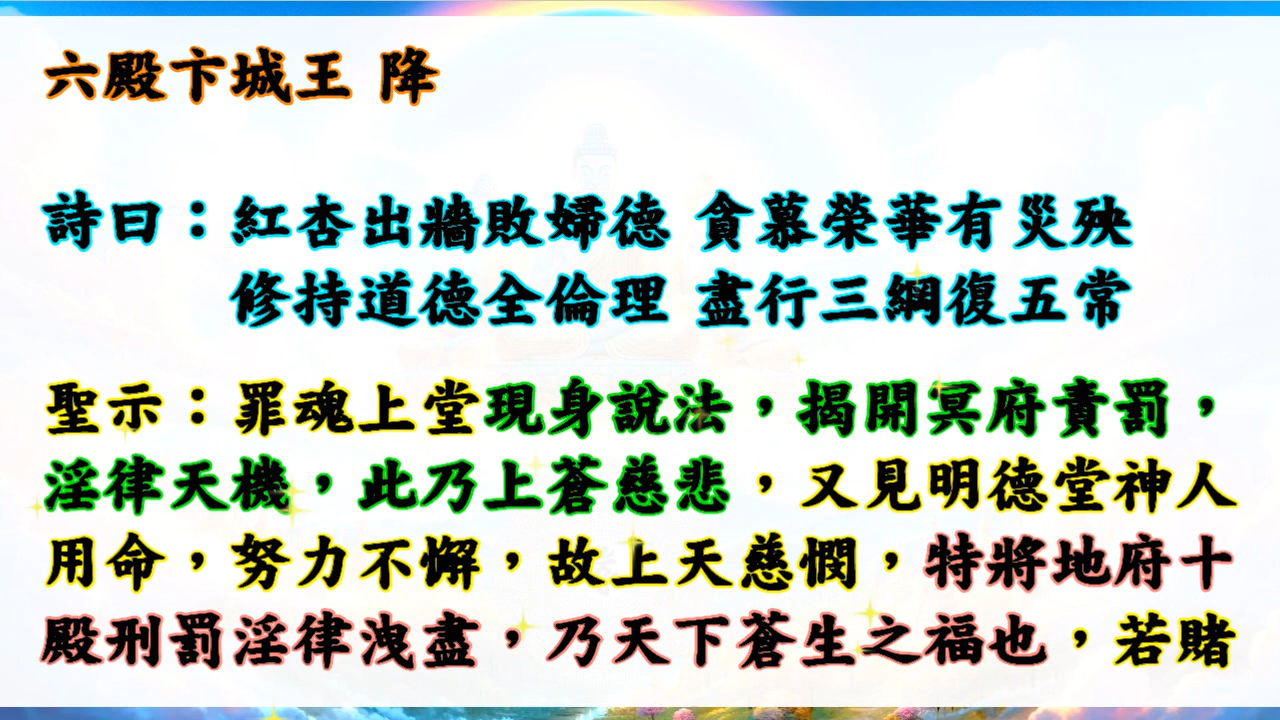 六殿卞城王 降
詩曰：紅杏出牆敗婦德 貪慕榮華有災殃
修持道德全倫理 盡行三綱復五常
聖示：罪魂上堂現身說法，揭開冥府責罰，
淫律天機，此乃上蒼慈悲，又見明德堂神人
用命，努力不懈，故上天慈憫，特將地府十
殿刑罰淫律洩盡，乃天下蒼生之福也，若賭